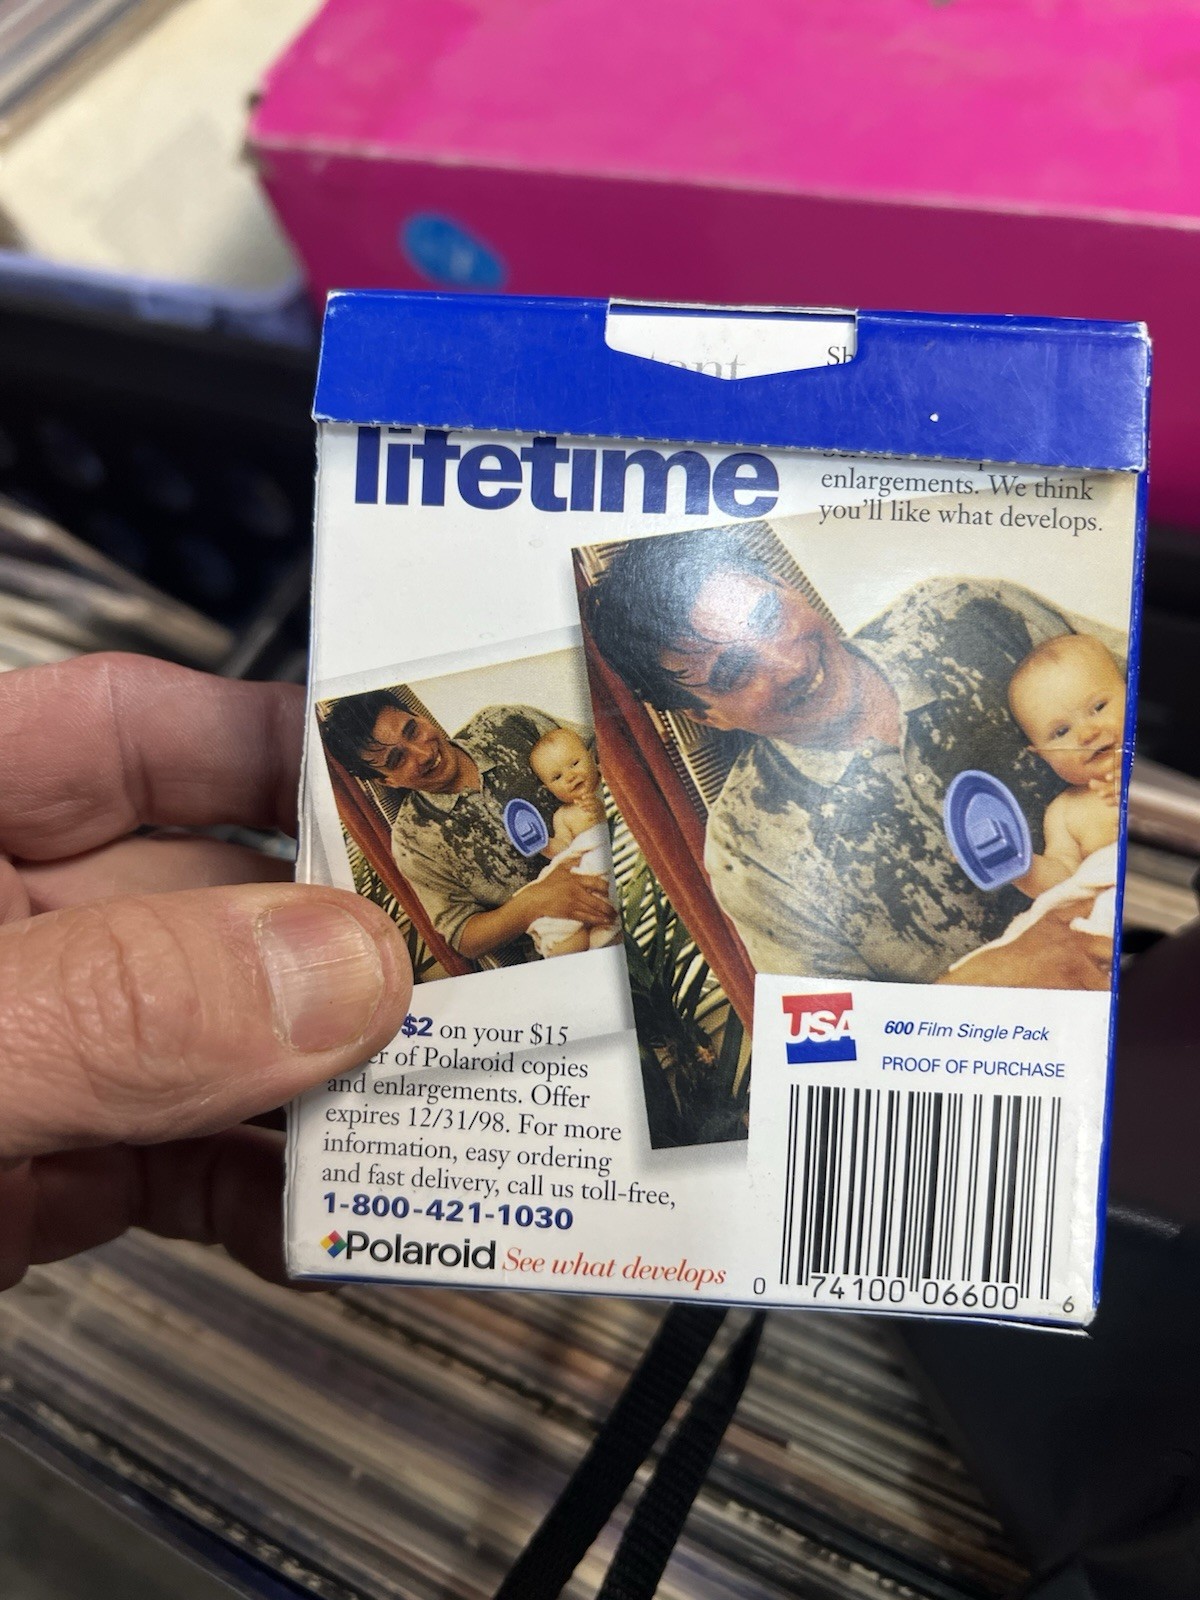 Sh
lifetime
enlargements. We think
you'll like what develops.
$2 on your $15
of Polaroid copies
and enlargements. Offer
expires 12/31/98. For more
information, easy ordering
and fast delivery, call us toll-free,
1-800-421-1030
Polaroid See what develops
USA
600 Film Single Pack
PROOF OF PURCHASE
0 74100 06600 6